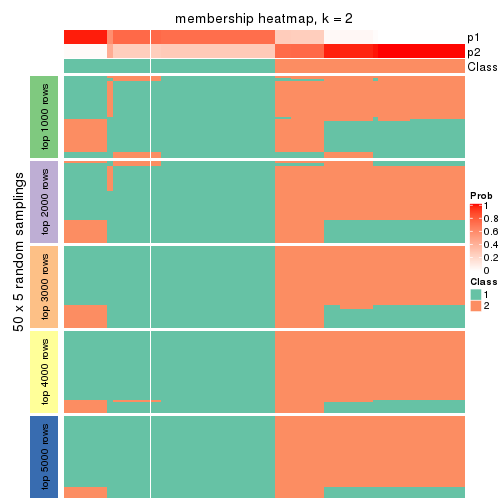 membership heatmap, k = 2
p1
p2
Class
50 x 5 random samplings
top 1000 rows
top 2000 rows
top 3000 rows
top 4000 rows
top 5000 rows
Prob
1
0.8
0.6
0.4
0.2
0
Class
1
2